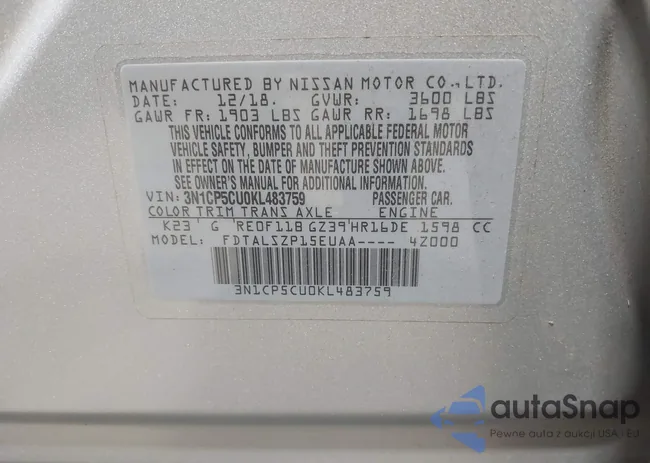 MANUFACTURED BY NISSAN MOTOR CO., LTD.
DATE: 12/18. GVWR: 3600 LBS
GAWR FR: 1903 LBS GAWR RR: 1698 LBS
THIS VEHICLE CONFORMS TO ALL APPLICABLE FEDERAL MOTOR
VEHICLE SAFETY, BUMPER AND THEFT PREVENTION STANDARDS
IN EFFECT ON THE DATE OF MANUFACTURE SHOWN ABOVE.
SEE OWNER'S MANUAL FOR ADDITIONAL INFORMATION.
VIN: 3N1CP5CU0KL483759 PASSENGER CAR.
COLOR TRIM TRANS AXLE ENGINE
K23 G RE0F11B GZ39 HR16DE 1598 CC
MODEL: FDTALSZP15EUAA---- 4Z000
3N1CP5CU0KL483759
autaSnap
Pewne auta z aukcji USA - EU